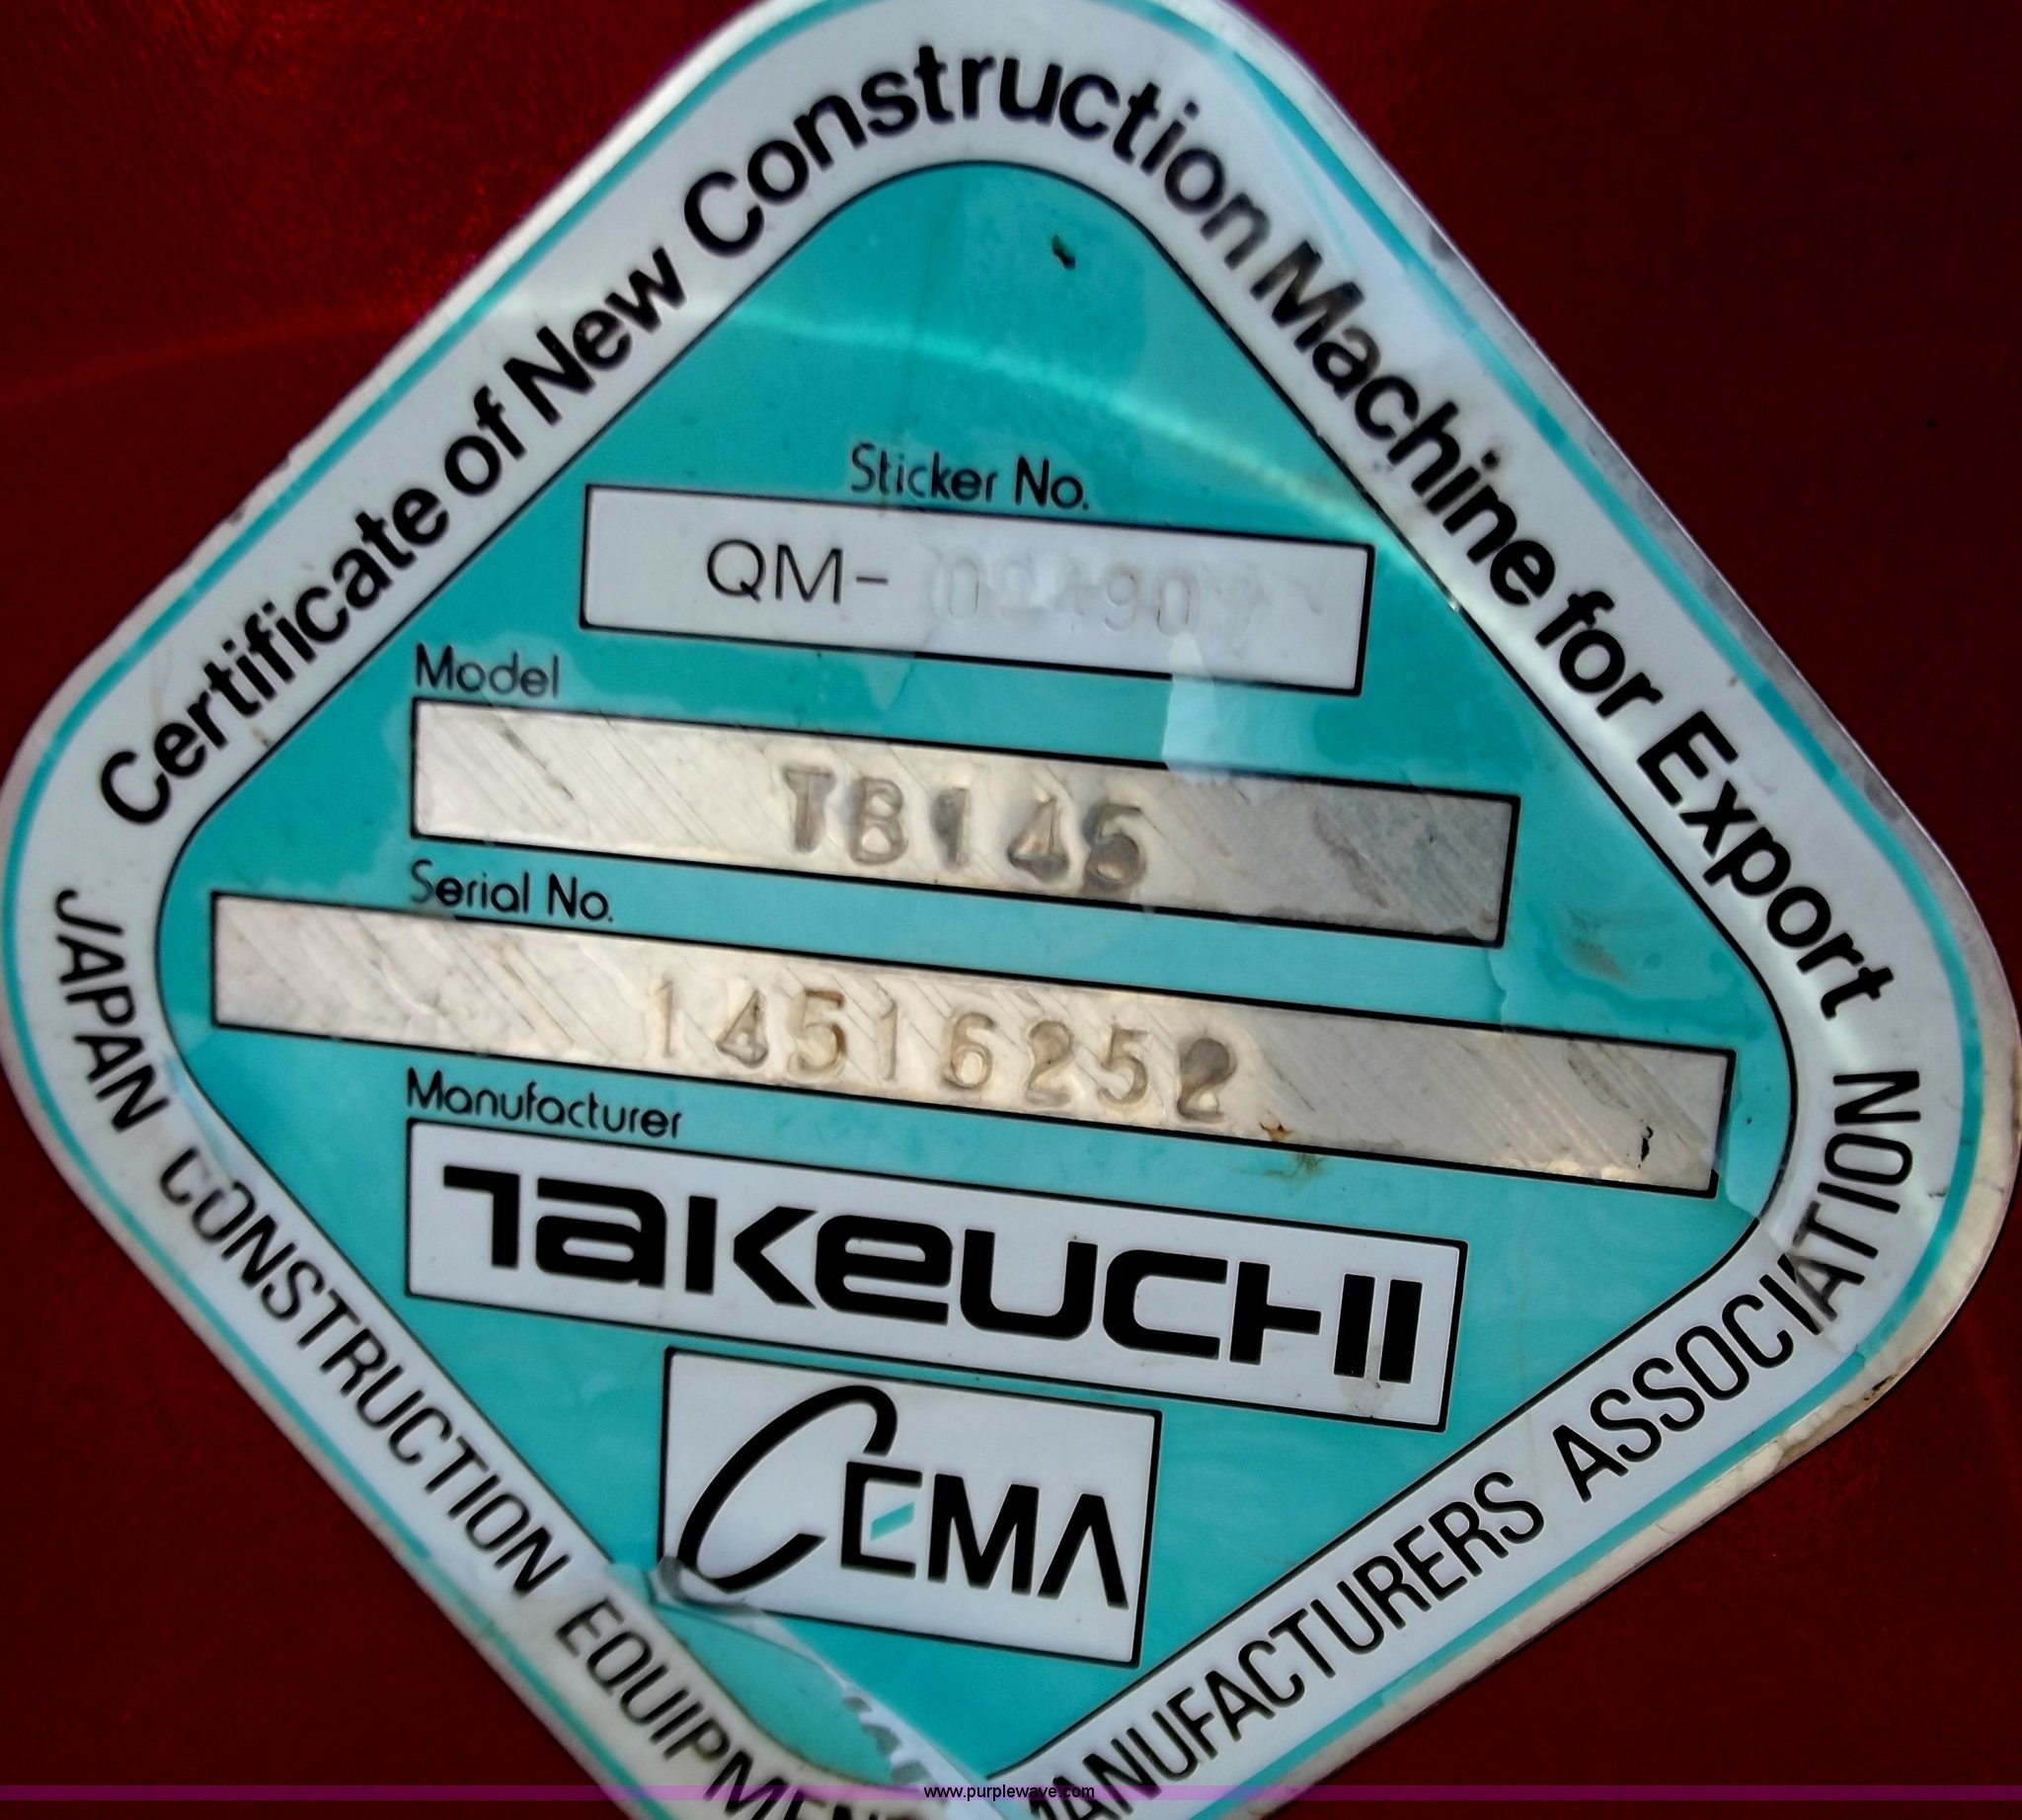 Certificate of New Construction Machine for Export
Sticker No.
QM-
Model
TB145
Serial No.
14516252
Manufacturer
TAKEUCHI
CEMA
JAPAN CONSTRUCTION EQUIPMENT MANUFACTURERS ASSOCIATION
www.purplewave.com